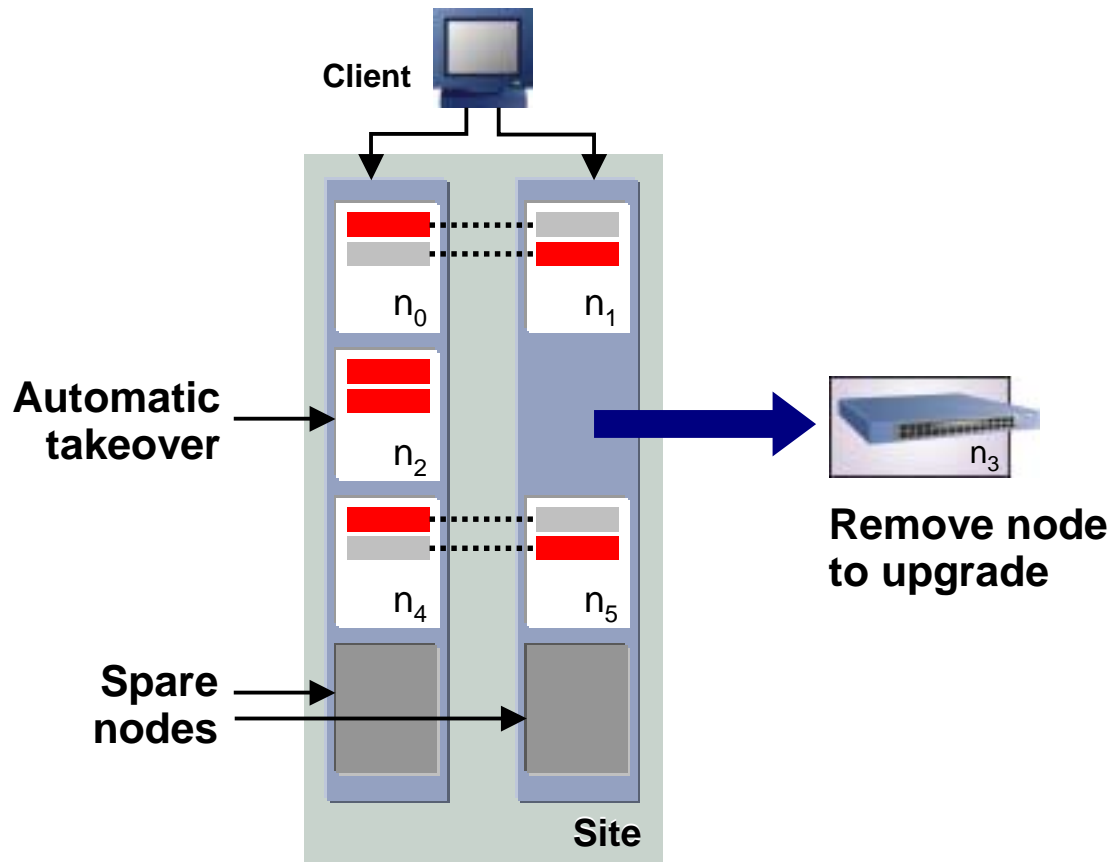 Client
n0
n1
Automatic
takeover
n2
n3
Remove node
to upgrade
n4
n5
Spare
nodes
Site